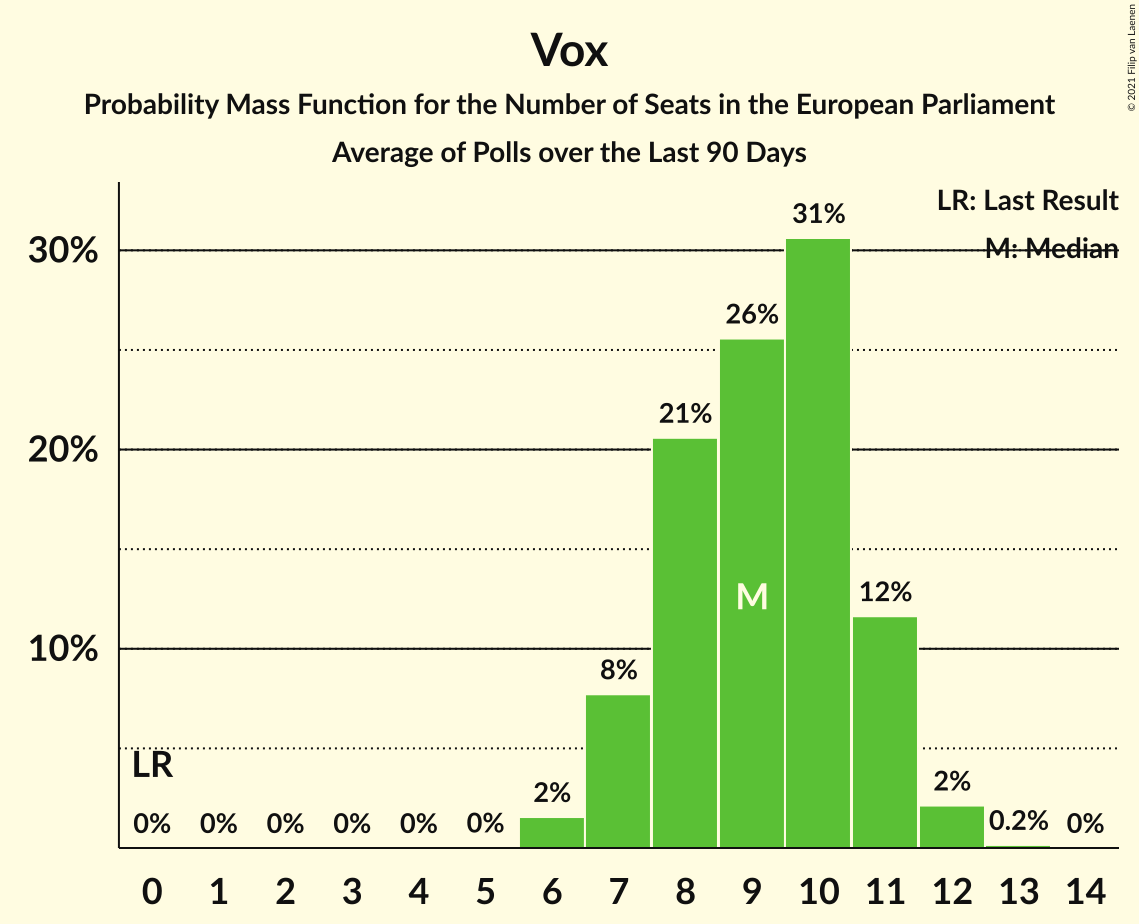 © 2021 Filip van Laenen
Vox
Probability Mass Function for the Number of Seats in the European Parliament
Average of Polls over the Last 90 Days
LR: Last Result
M: Median
30%
20%
10%
31%
26%
21%
12%
8%
2%
2%
0.2%
M
LR
0% 0% 0% 0% 0% 0% 0%
0 1 2 3 4 5 6 7 8 9 10 11 12 13 14